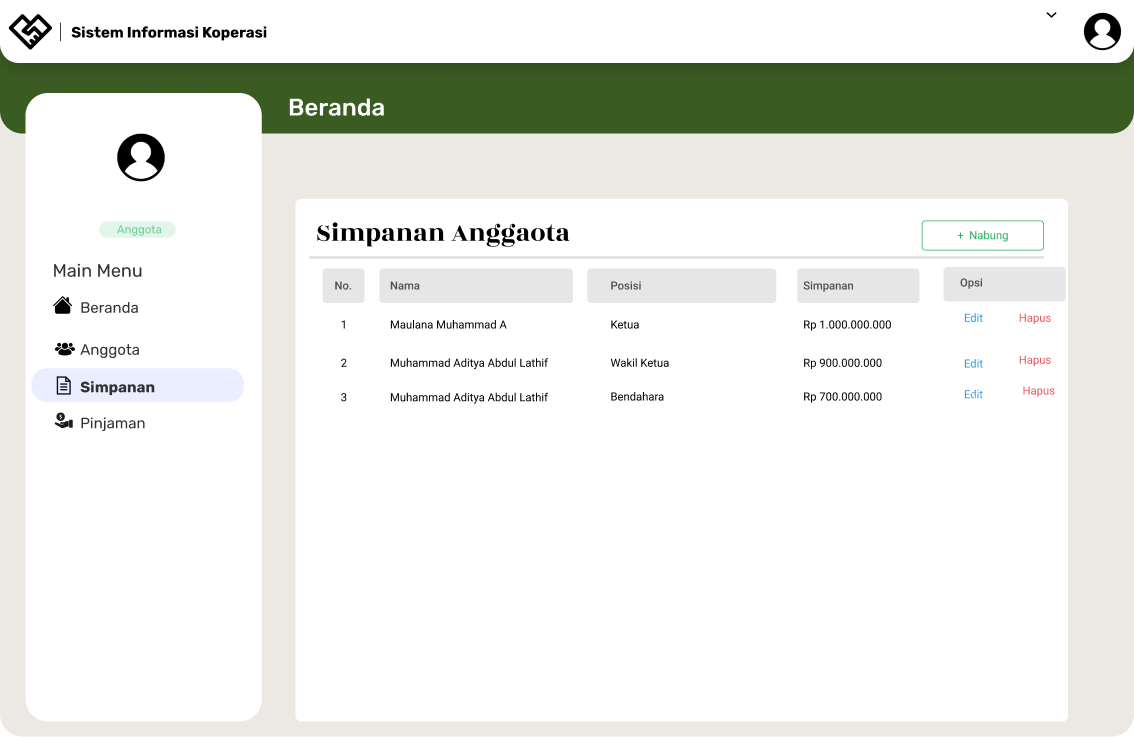 Sistem Informasi Koperasi
Beranda
Anggota
Main Menu
Beranda
Anggota
Simpanan
Pinjaman
Simpanan Anggaota
+ Nabung
No. Nama Posisi Simpanan Opsi
1 Maulana Muhammad A Ketua Rp 1.000.000.000 Edit Hapus
2 Muhammad Aditya Abdul Lathif Wakil Ketua Rp 900.000.000 Edit Hapus
3 Muhammad Aditya Abdul Lathif Bendahara Rp 700.000.000 Edit Hapus